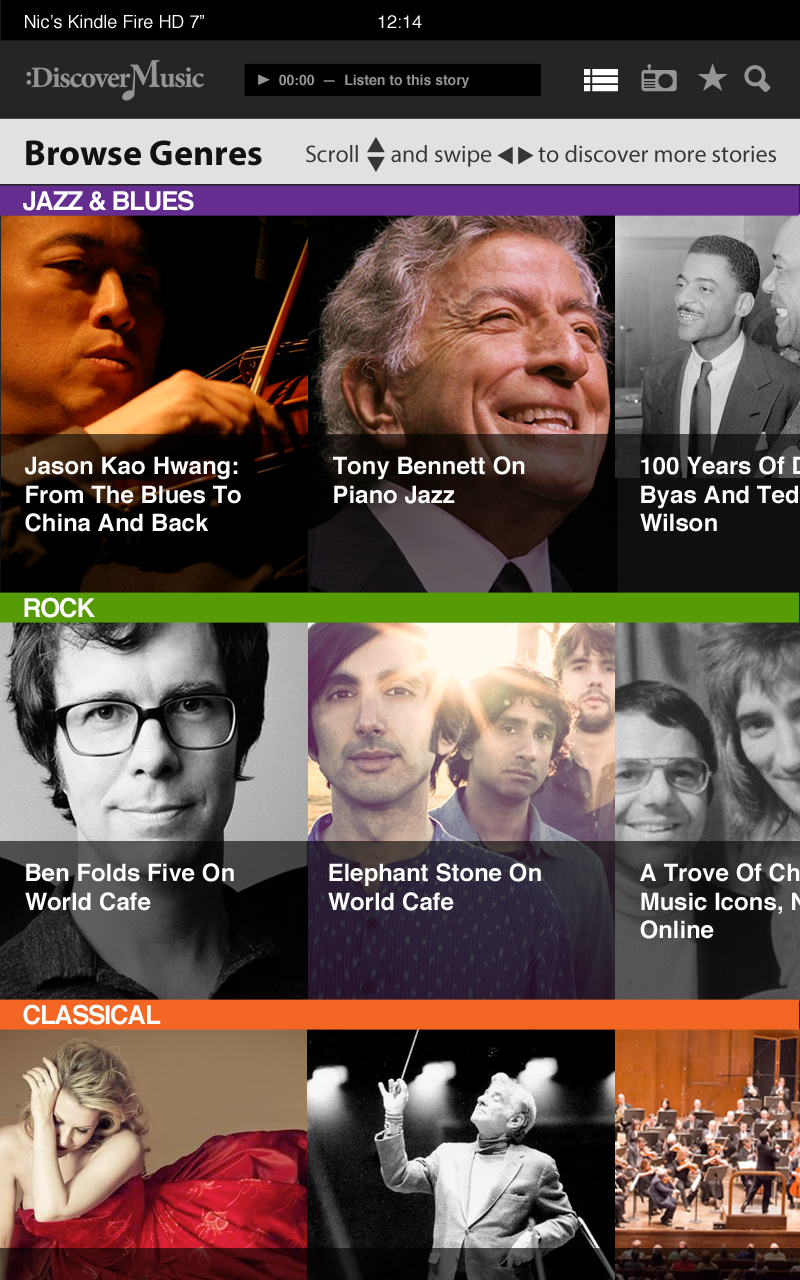 Nic’s Kindle Fire HD 7” 12:14
:DiscoverMusic
00:00 — Listen to this story
Browse Genres
Scroll and swipe to discover more stories
JAZZ & BLUES
Jason Kao Hwang:
From The Blues To
China And Back
Tony Bennett On
Piano Jazz
100 Years Of
Byas And Ted
Wilson
ROCK
Ben Folds Five On
World Cafe
Elephant Stone On
World Cafe
A Trove Of Ch
Music Icons, N
Online
CLASSICAL